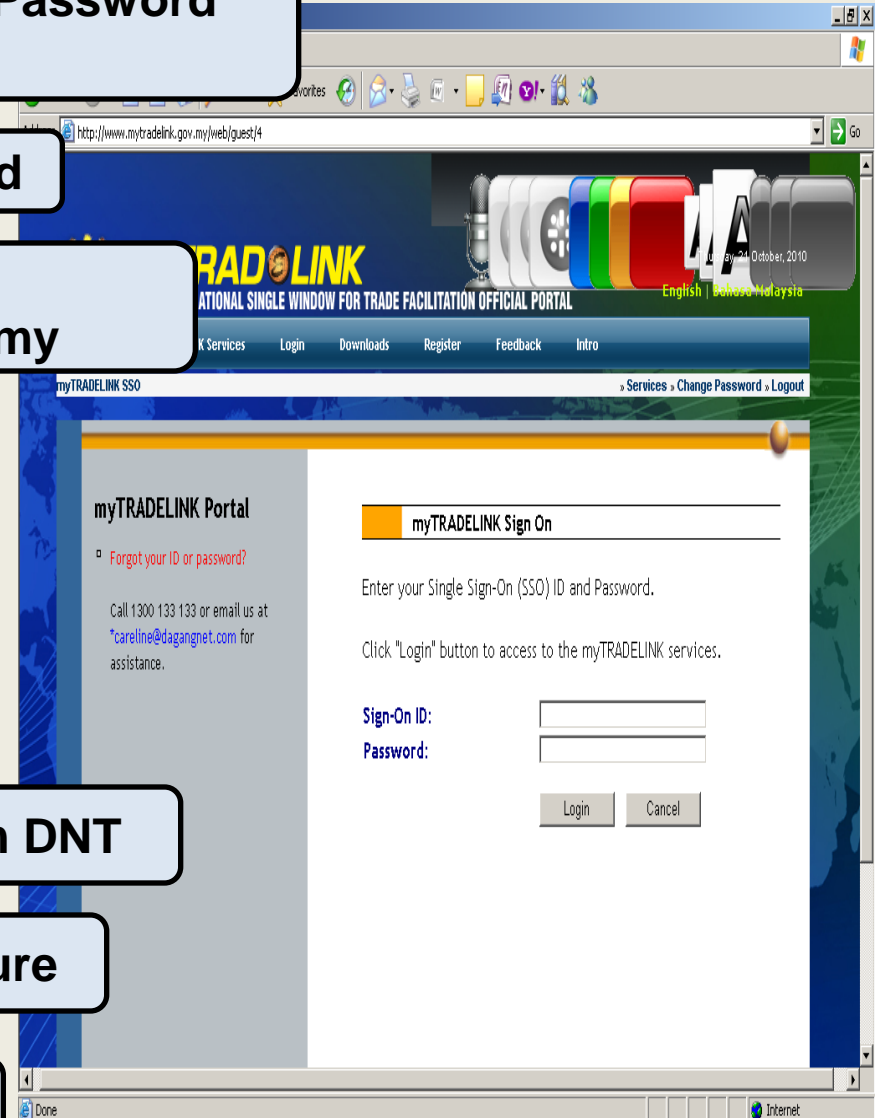 Password
Favorites
http://www.mytradelink.gov.my/web/guest/4
Go
LINK
SINGLE WINDOW FOR TRADE FACILITATION OFFICIAL PORTAL
October, 2010
English | Bahasa Malaysia
my
Services Login Downloads Register Feedback Intro
myTRADELINK SSO » Services » Change Password » Logout
myTRADELINK Portal
Forgot your ID or password?
Call 1300 133 133 or email us at
*careline@dagangnet.com for
assistance.
myTRADELINK Sign On
Enter your Single Sign-On (SSO) ID and Password.
Click "Login" button to access to the myTRADELINK services.
Sign-On ID:
Password:
Login Cancel
DNT
Done Internet